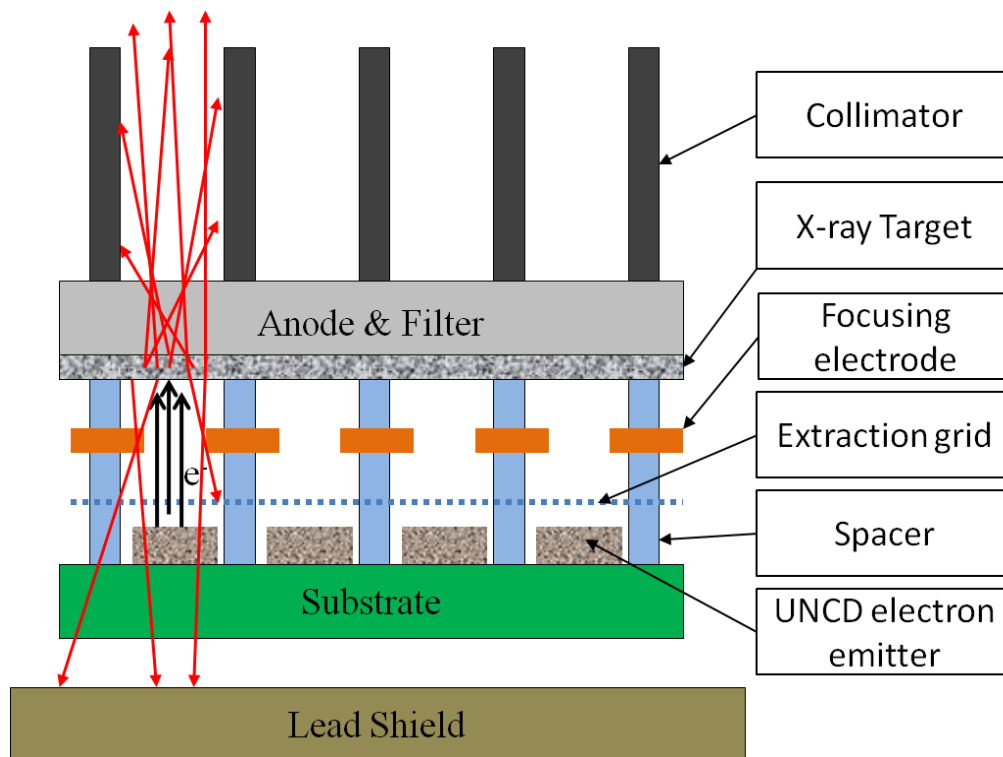 Collimator
X-ray Target
Anode & Filter
Focusing
electrode
Extraction grid
e-
Spacer
Substrate
UNCD electron
emitter
Lead Shield